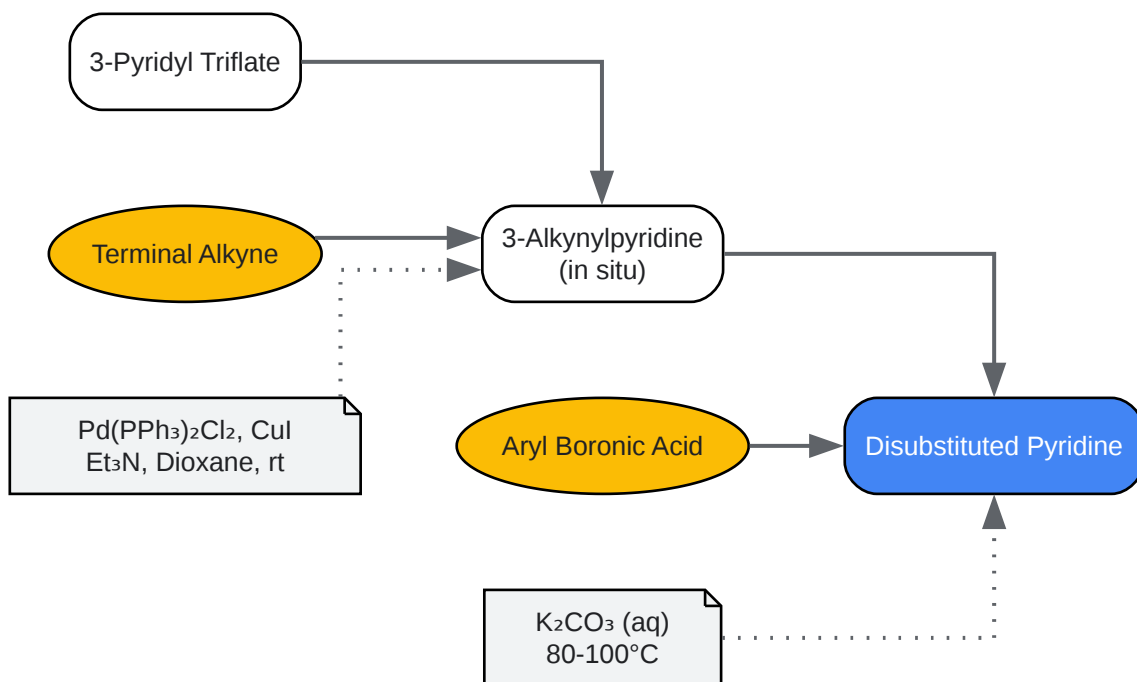 3-Pyridyl Triflate
Terminal Alkyne
3-Alkynylpyridine
(in situ)
Pd(PPh₃)₂Cl₂, CuI
Et₃N, Dioxane, rt
Aryl Boronic Acid
Disubstituted Pyridine
K₂CO₃ (aq)
80-100°C